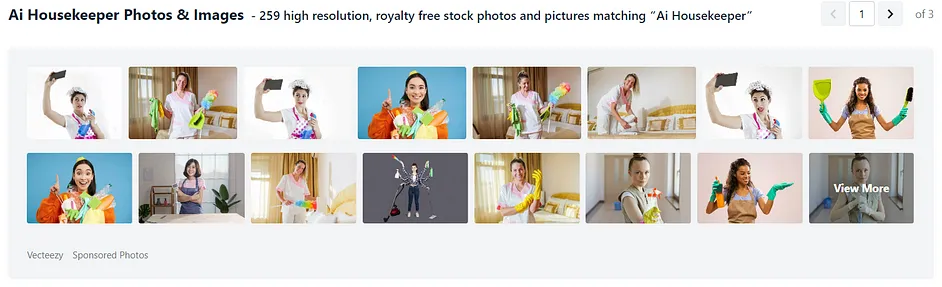 Ai Housekeeper Photos & Images - 259 high resolution, royalty free stock photos and pictures matching “Ai Housekeeper”
1 of 3
View More
Vecteezy Sponsored Photos